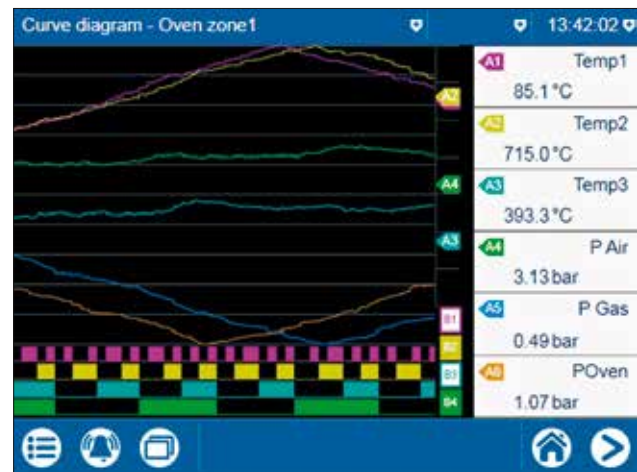 Curve diagram - Oven zone1
13:42:02
A1 Temp1
85.1 °C
A2 Temp2
715.0 °C
A3 Temp3
393.3 °C
A4 P Air
3.13 bar
A5 P Gas
0.49 bar
A6 POven
1.07 bar
A2
A4
A3
B1
B2
B3
B4